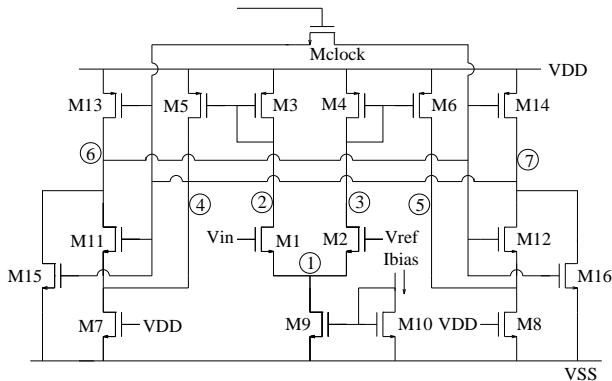 Mclock
VDD
M13
M5
M3
M4
M6
M14
6
7
4
2
3
5
M11
Vin
M1
M2
Vref
M12
1
Ibias
M15
M16
M7
VDD
M9
M10
VDD
M8
VSS